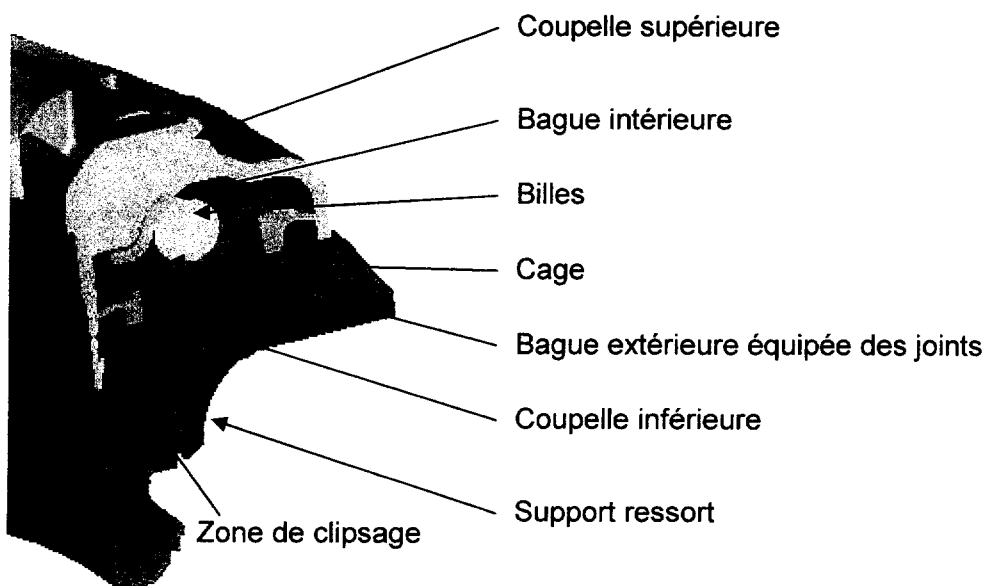 Coupelle supérieure
Bague intérieure
Billes
Cage
Bague extérieure équipée des joints
Coupelle inférieure
Support ressort
Zone de clipsage